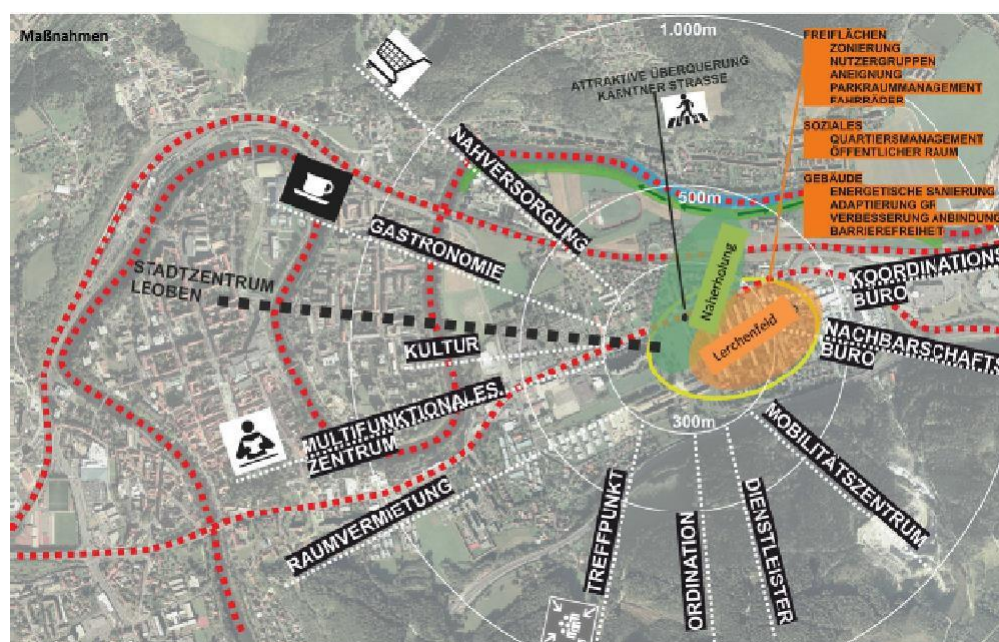 Maßnahmen
1.000m
ATTRAKTIVE ÜBERQUERUNG
KÄRNTNER STRASSE
FREIFLÄCHEN
ZONIERUNG
NUTZERGRUPPEN
ANEIGNUNG
PARKRAUMMANAGEMENT
FAHRRÄDER
SOZIALES
QUARTIERSMANAGEMENT
ÖFFENTLICHER RAUM
GEBÄUDE
ENERGETISCHE SANIERUNG
ADAPTIERUNG GR
VERBESSERUNG ANBINDUNG
BARRIEREFREIHEIT
NAHVERSORGUNG
500m
GASTRONOMIE
STADTZENTRUM
LEOBEN
Naherholung
Lerchenfeld
KOORDINATIONS
BÜRO
NACHBARSCHAFTS
BÜRO
KULTUR
MULTIFUNKTIONALES
ZENTRUM
300m
RAUMVERMIETUNG
TREFFPUNKT
ORDINATION
DIENSTLEISTER
MOBILITÄTSZENTRUM